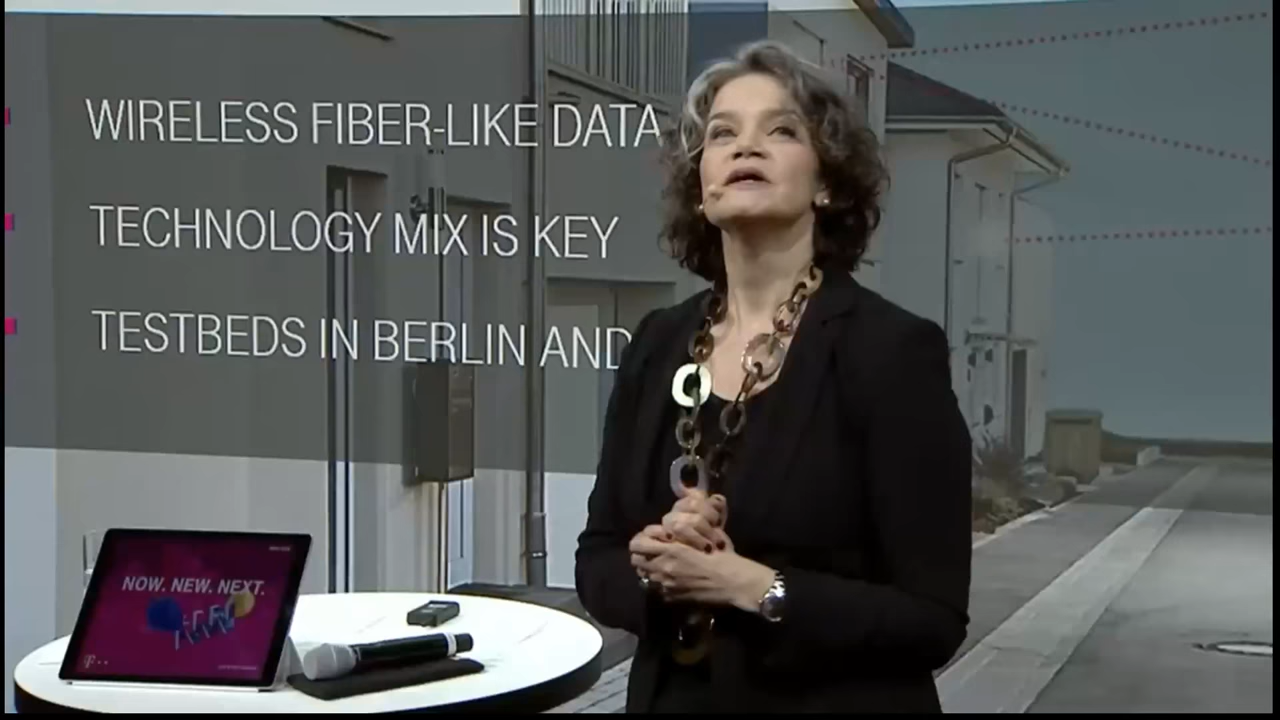 WIRELESS FIBER-LIKE DATA
TECHNOLOGY MIX IS KEY
TESTBEDS IN BERLIN AND
NOW. NEW. NEXT.
T